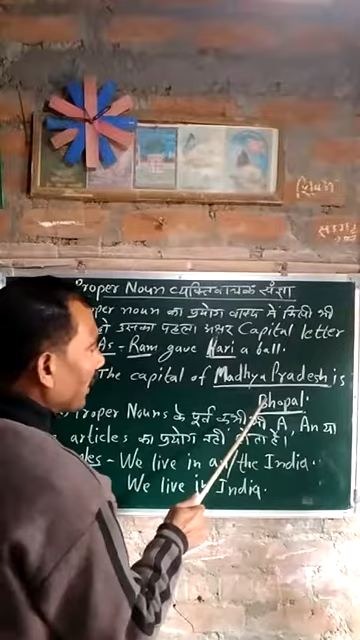 Proper Noun व्यक्तिवाचक संज्ञा
noun का प्रयोग वाक्य में किसी भी
हो उसका पहला अक्षर Capital letter
As - Ram gave Hari a ball.
The capital of Madhya Pradesh is
Bhopal.
Proper Nouns के पूर्व कभी भी A, An या
articles का प्रयोग नहीं होता है।
We live in an/the India.
We live in India.